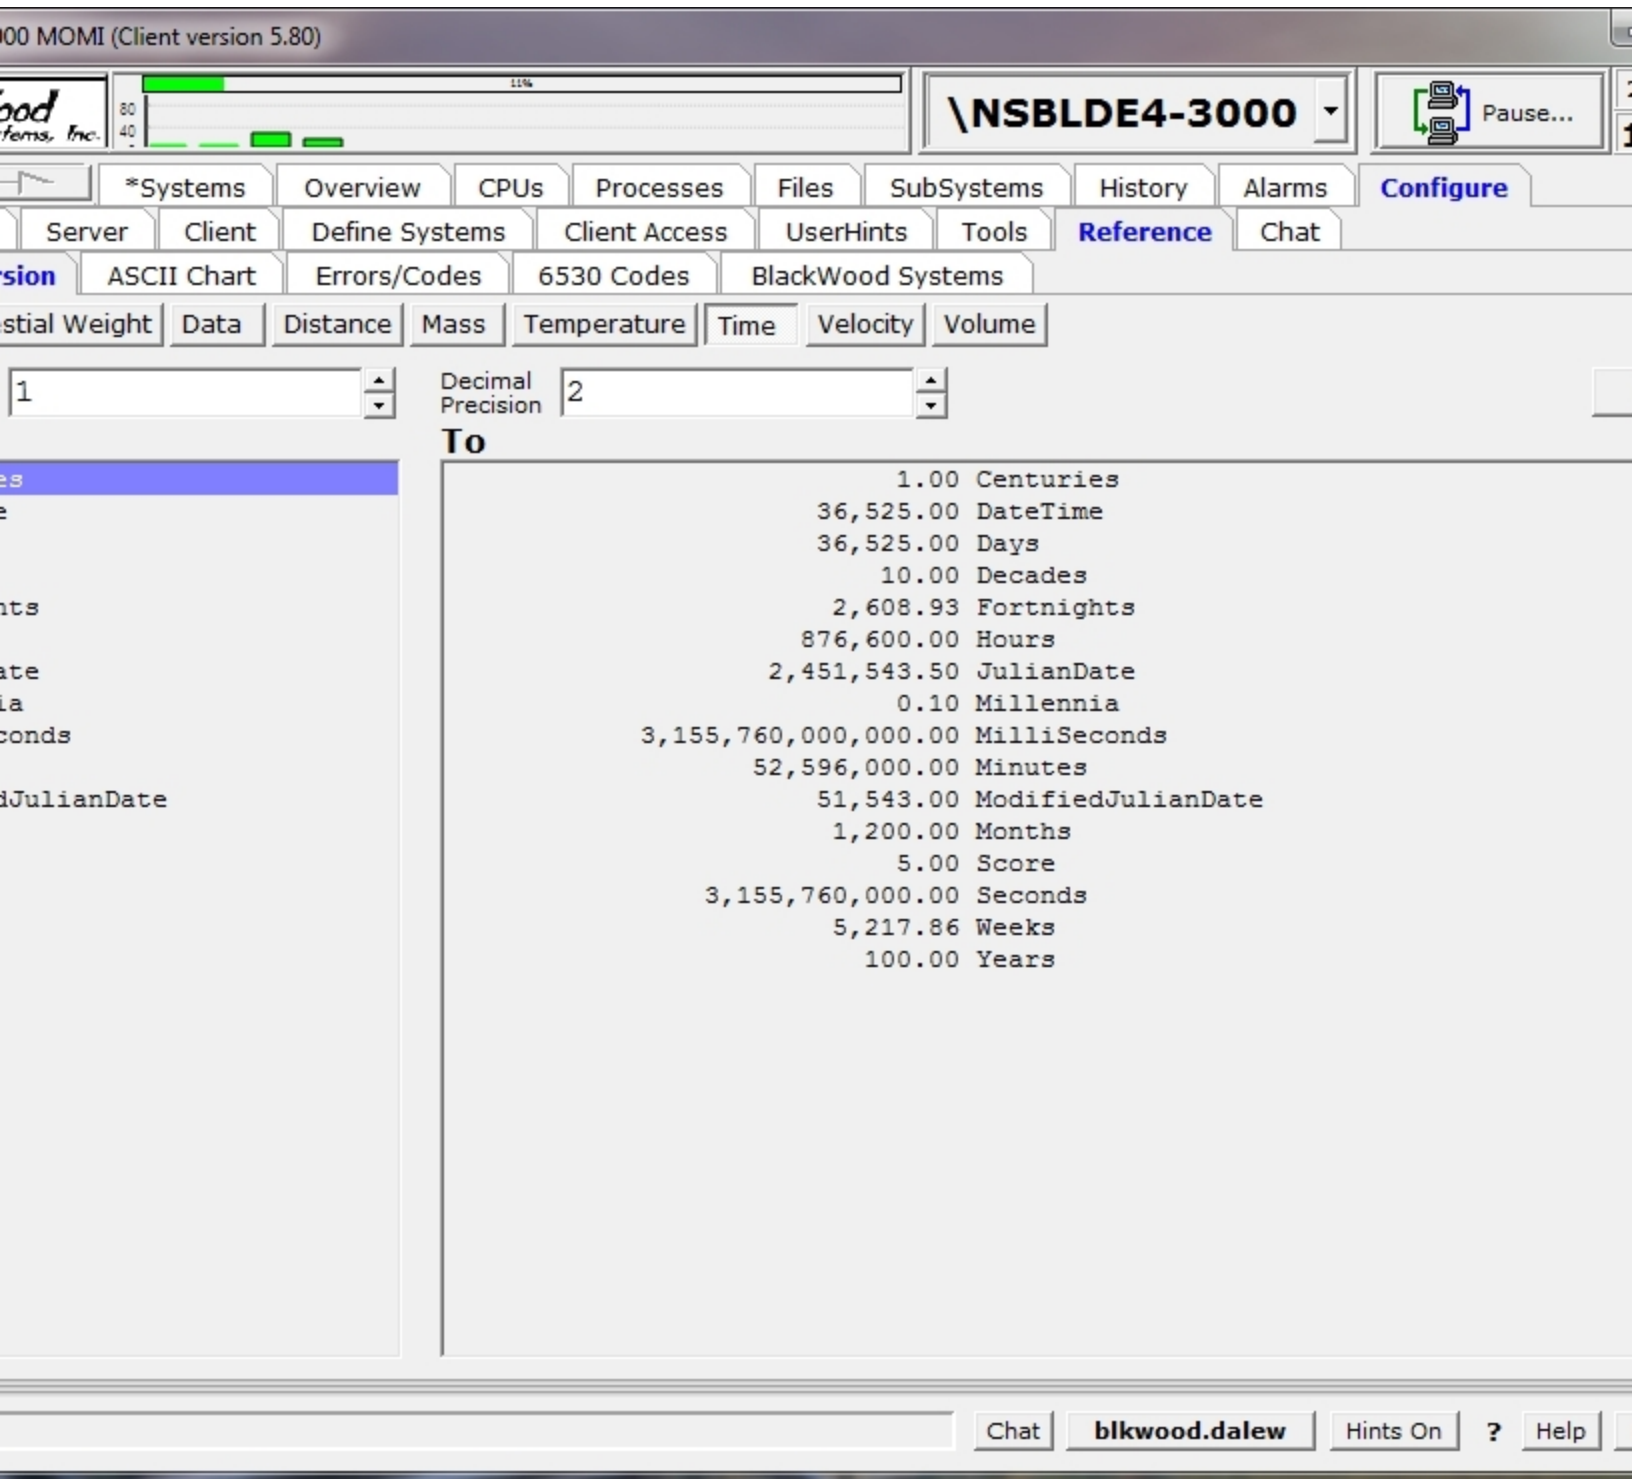 000 MOMI (Client version 5.80)
ood
tems, Inc.
11%
80
40
\NSBLDE4-3000
Pause...
*Systems Overview CPUs Processes Files SubSystems History Alarms Configure
Server Client Define Systems Client Access UserHints Tools Reference Chat
rsion ASCII Chart Errors/Codes 6530 Codes BlackWood Systems
estial Weight Data Distance Mass Temperature Time Velocity Volume
1
Decimal
Precision
2
To
es
e
nts
ate
ia
conds
dJulianDate
1.00 Centuries
36,525.00 DateTime
36,525.00 Days
10.00 Decades
2,608.93 Fortnights
876,600.00 Hours
2,451,543.50 JulianDate
0.10 Millennia
3,155,760,000,000.00 MilliSeconds
52,596,000.00 Minutes
51,543.00 ModifiedJulianDate
1,200.00 Months
5.00 Score
3,155,760,000.00 Seconds
5,217.86 Weeks
100.00 Years
Chat blkwood.dalew Hints On ? Help